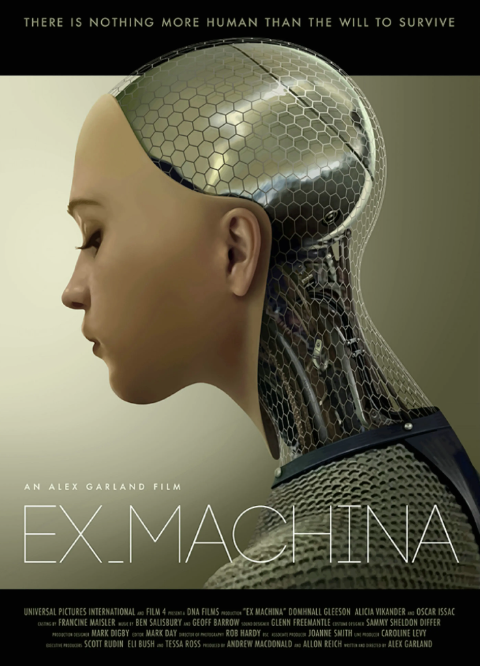 THERE IS NOTHING MORE HUMAN THAN THE WILL TO SURVIVE
AN ALEX GARLAND FILM
EX_MACHINA
UNIVERSAL PICTURES INTERNATIONAL AND FILM 4 PRESENT A DNA FILMS PRODUCTION "EX MACHINA" DOMHNALL GLEESON ALICIA VIKANDER AND OSCAR ISSAC
CASTING BY FRANCINE MAISLER MUSIC BY BEN SALISBURY AND GEOFF BARROW SOUND DESIGNER GLENN FREEMANTLE COSTUME DESIGNER SAMMY SHELDON DIFFER
PRODUCTION DESIGNER MARK DIGBY EDITOR MARK DAY DIRECTOR OF PHOTOGRAPHY ROB HARDY BSC ASSOCIATE PRODUCER JOANNE SMITH LINE PRODUCER CAROLINE LEVY
EXECUTIVE PRODUCERS SCOTT RUDIN ELI BUSH AND TESSA ROSS PRODUCED BY ANDREW MACDONALD AND ALLON REICH WRITTEN AND DIRECTED BY ALEX GARLAND